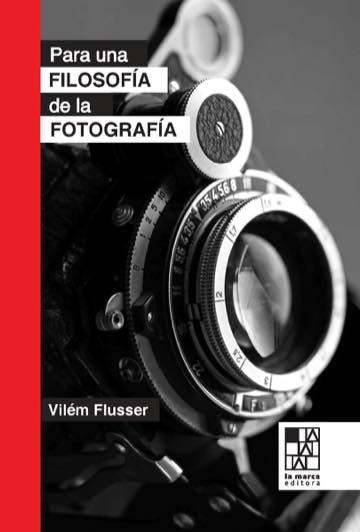 Para una
FILOSOFÍA
de la
FOTOGRAFÍA
Vilém Flusser
la marca
editora